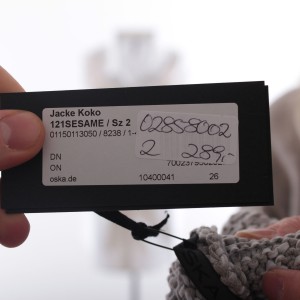 Jacke Koko
121SESAME / Sz 2
01150113050 / 8238 / 1-
02858002
2 289,-
DN
ON
oska.de
10400041 26